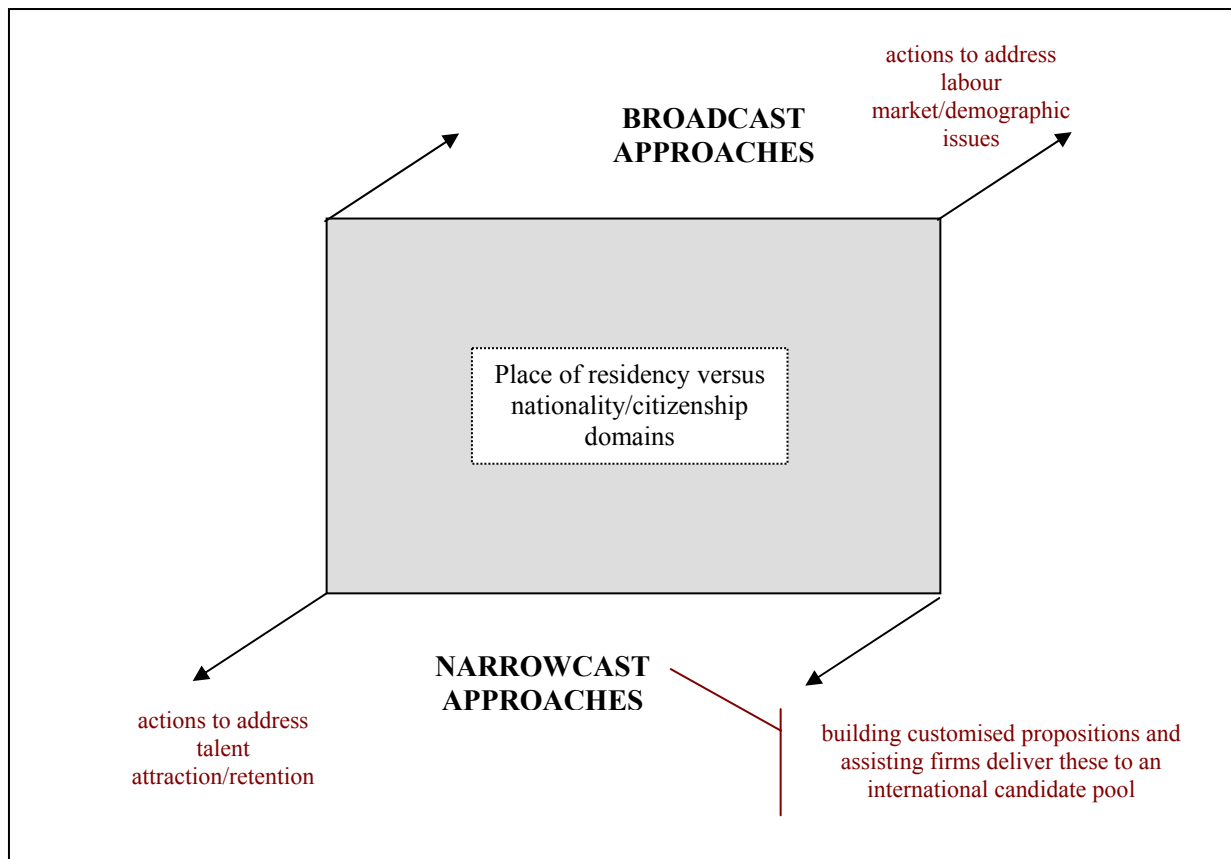 actions to address
labour
market/demographic
issues
BROADCAST
APPROACHES
Place of residency versus
nationality/citizenship
domains
NARROWCAST
APPROACHES
actions to address
talent
attraction/retention
building customised propositions and
assisting firms deliver these to an
international candidate pool